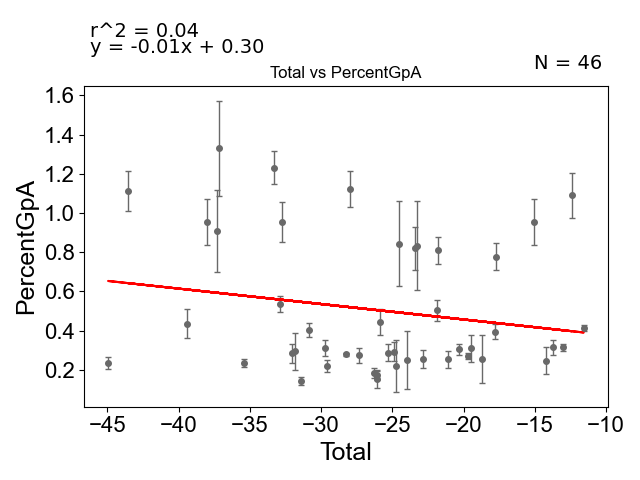 r^2 = 0.04
y = -0.01x + 0.30
N = 46
Total vs PercentGpA
1.6
1.4
1.2
1.0
0.8
0.6
0.4
0.2
PercentGpA
−45 −40 −35 −30 −25 −20 −15 −10
Total